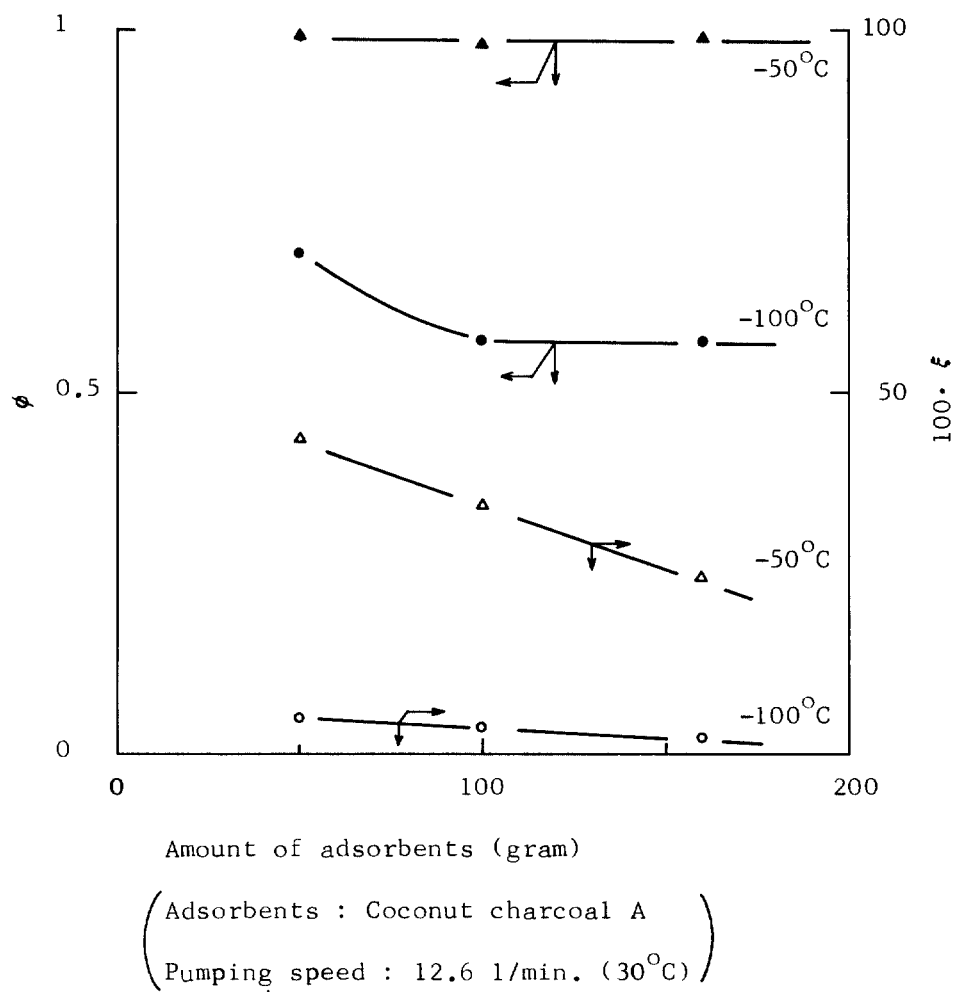 1
100
-50°C
-100°C
ø 0.5
50
100· ξ
-50°C
-100°C
0
0
100
200
Amount of adsorbents (gram)
Adsorbents : Coconut charcoal A
Pumping speed : 12.6 l/min. (30°C)